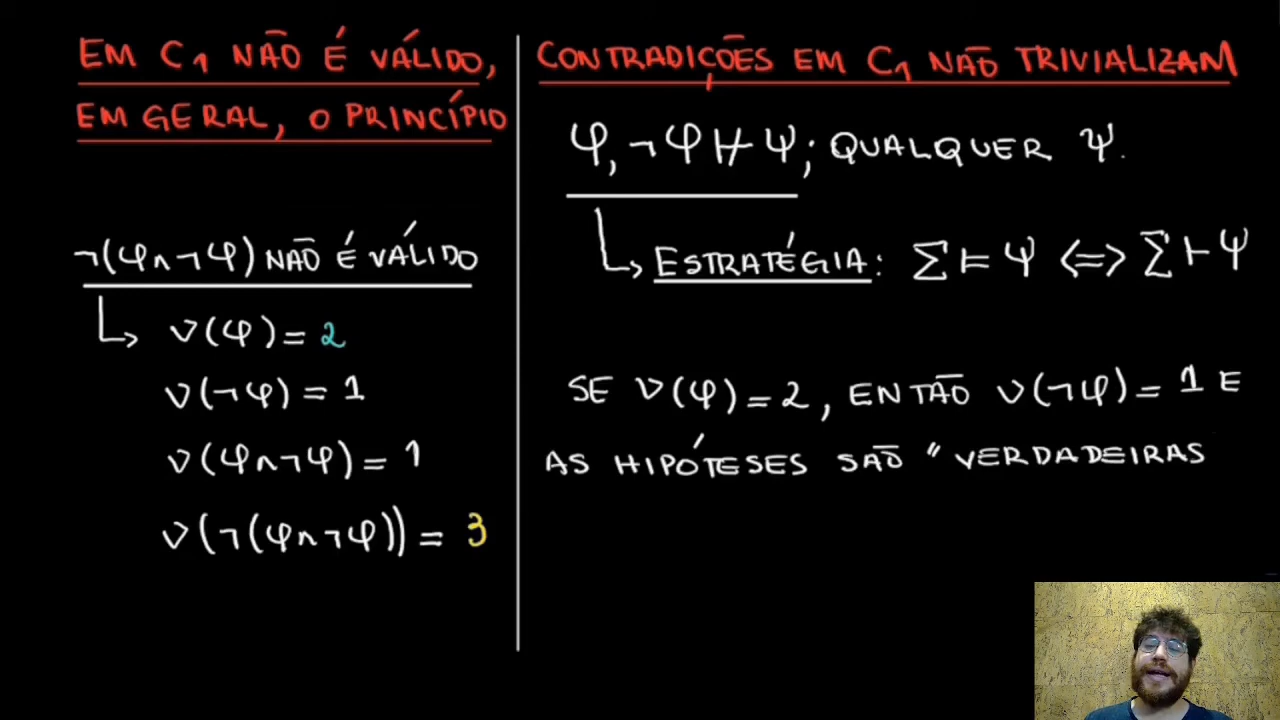 EM C₁ NÃO É VÁLIDO,
EM GERAL, O PRINCÍPIO
¬(φ∧¬φ) NÃO É VÁLIDO
v(φ) = 2
v(¬φ) = 1
v(φ∧¬φ) = 1
v(¬(φ∧¬φ)) = 3
CONTRADIÇÕES EM C₁ NÃO TRIVIALIZAM
φ, ¬φ ⊬ ψ; QUALQUER ψ.
ESTRATÉGIA: Σ ⊨ ψ <=> Σ ⊢ ψ
SE v(φ) = 2, ENTÃO v(¬φ) = 1 E
AS HIPÓTESES SÃO "VERDADEIRAS